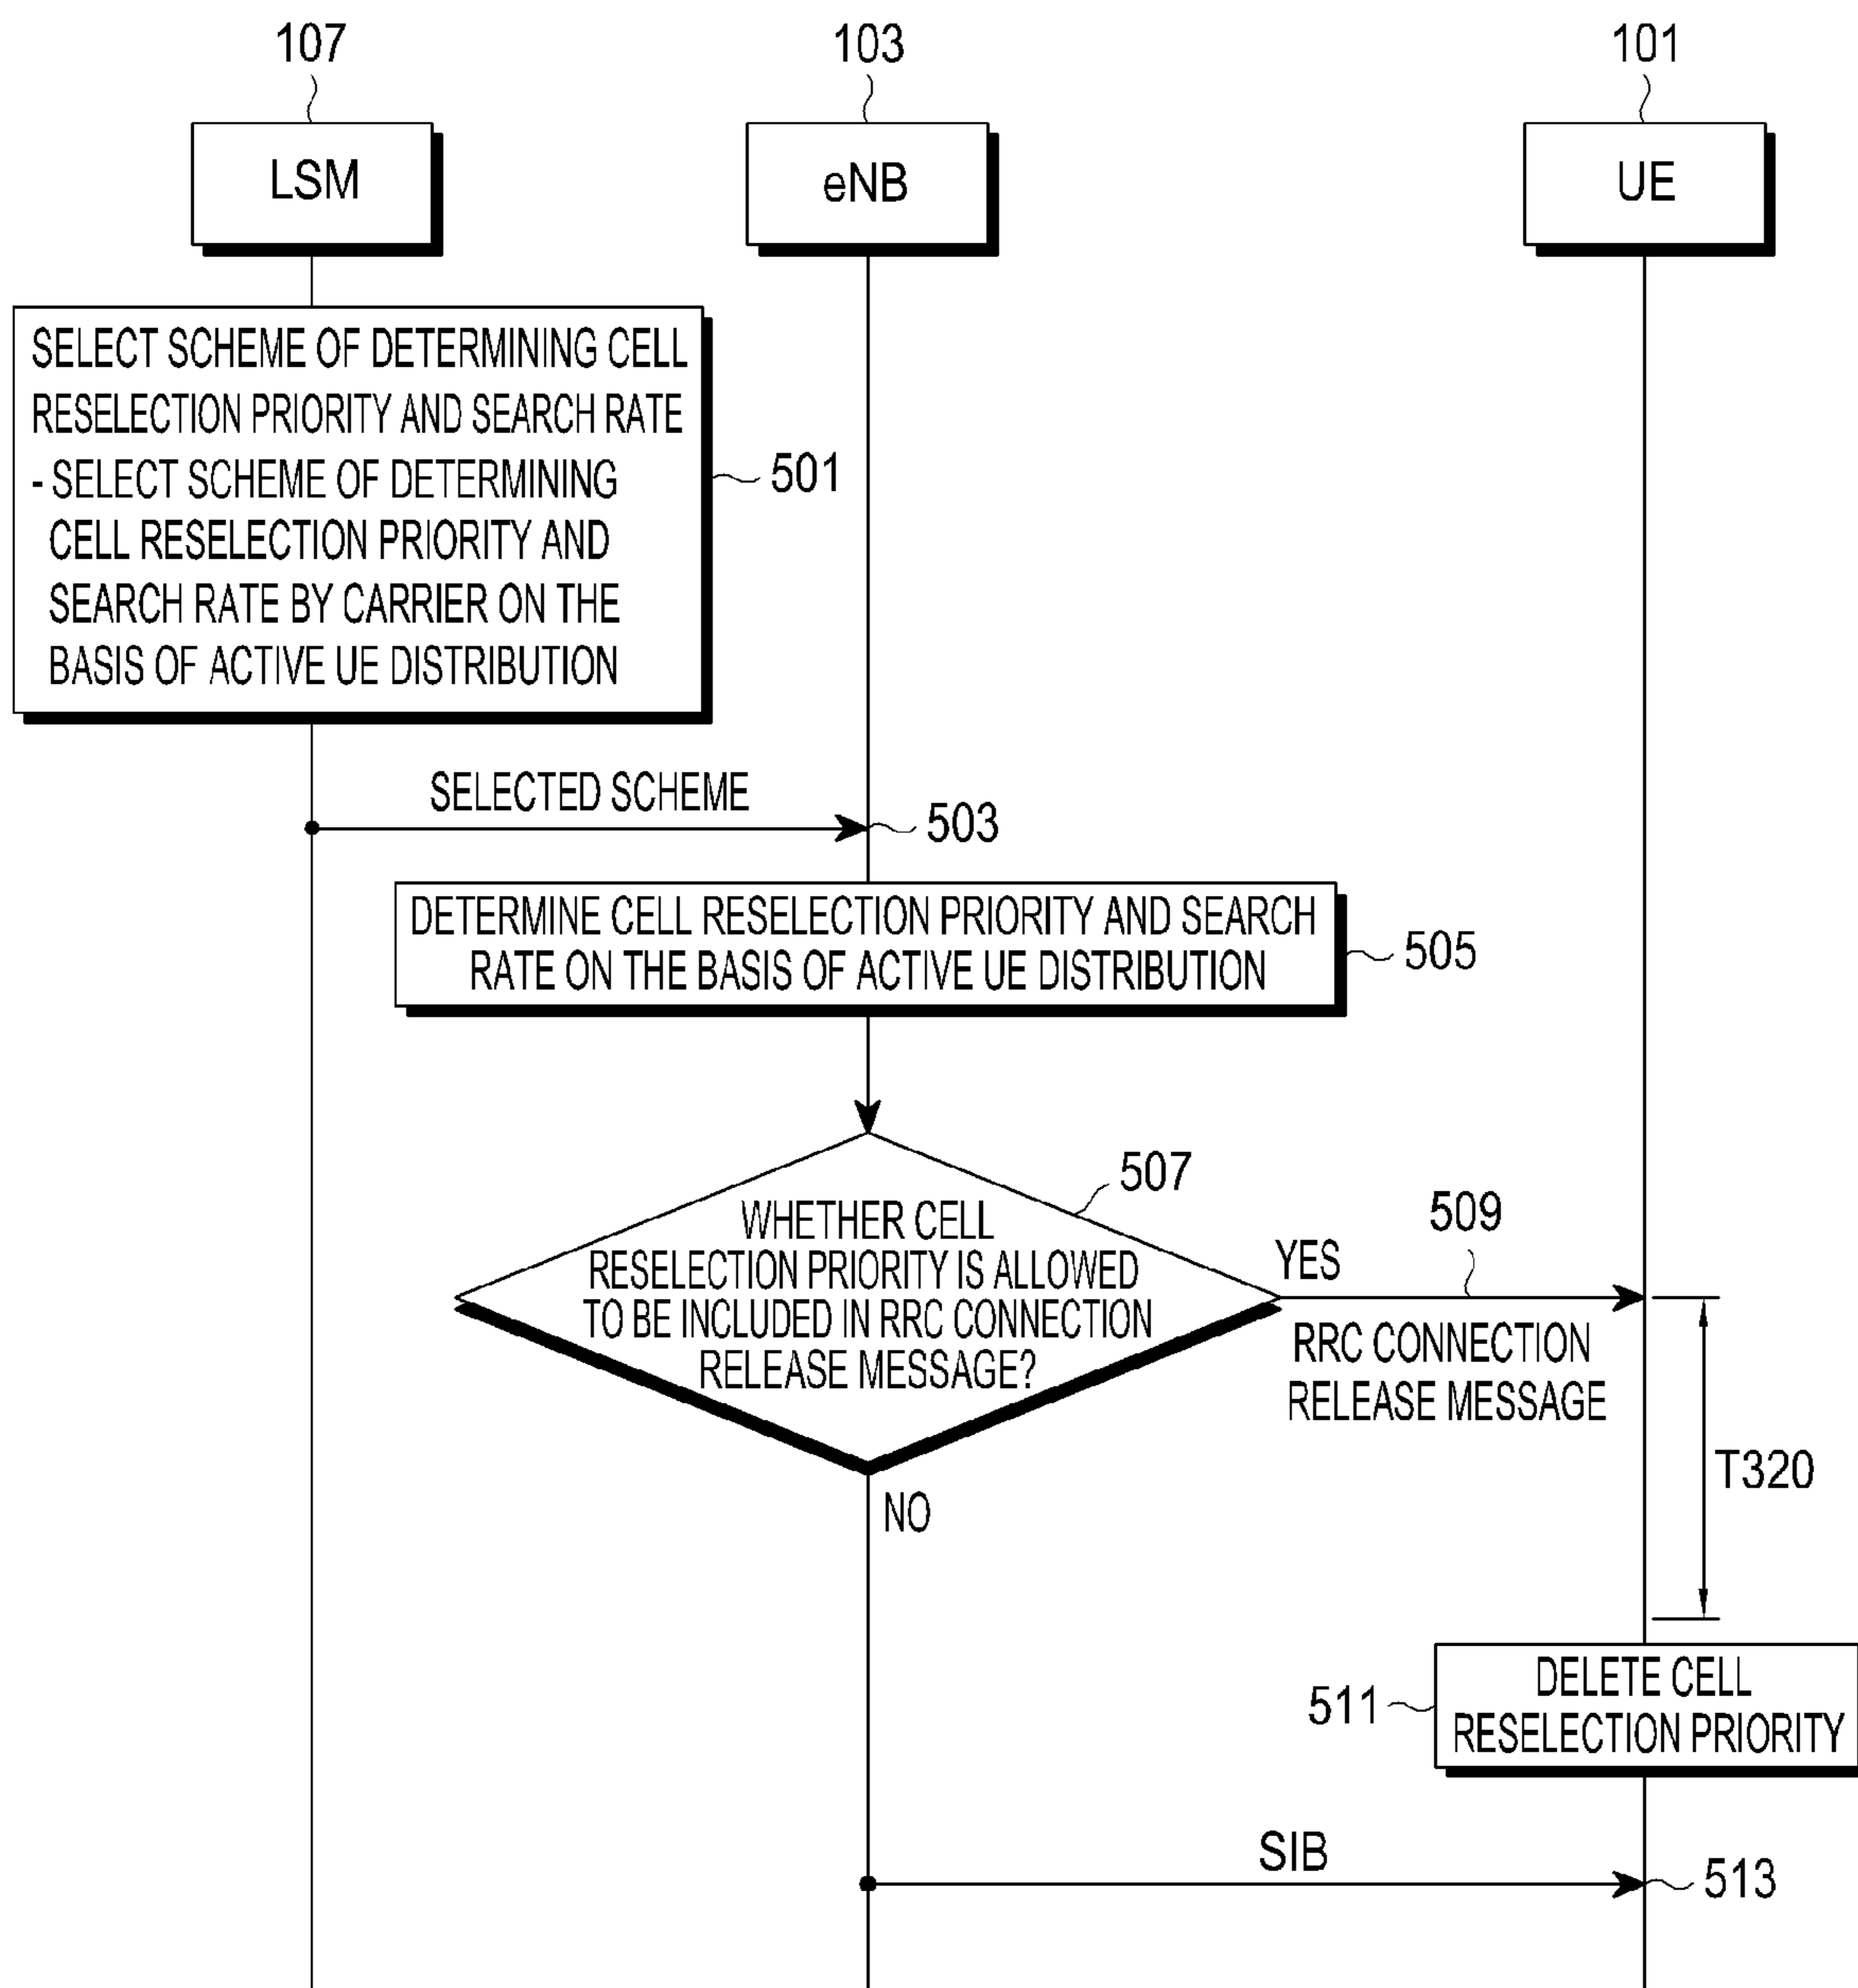 107
103
101
LSM
eNB
UE
SELECT SCHEME OF DETERMINING CELL
RESELECTION PRIORITY AND SEARCH RATE
- SELECT SCHEME OF DETERMINING
CELL RESELECTION PRIORITY AND
SEARCH RATE BY CARRIER ON THE
BASIS OF ACTIVE UE DISTRIBUTION
501
SELECTED SCHEME
503
DETERMINE CELL RESELECTION PRIORITY AND SEARCH
RATE ON THE BASIS OF ACTIVE UE DISTRIBUTION
505
507
WHETHER CELL
RESELECTION PRIORITY IS ALLOWED
TO BE INCLUDED IN RRC CONNECTION
RELEASE MESSAGE?
YES
509
RRC CONNECTION
RELEASE MESSAGE
T320
NO
511
DELETE CELL
RESELECTION PRIORITY
SIB
513